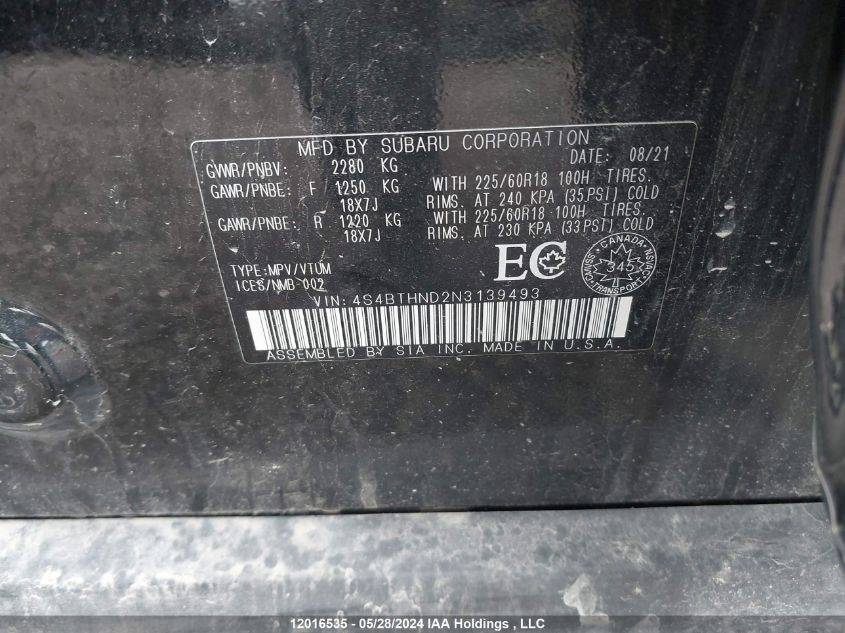 MFD BY SUBARU CORPORATION
GVWR/PNBV: 2280 KG DATE: 08/21
GAWR/PNBE: F 1250 KG WITH 225/60R18 100H TIRES.
18X7J RIMS. AT 240 KPA (35PSI) COLD
GAWR/PNBE: R 1220 KG WITH 225/60R18 100H TIRES.
18X7J RIMS. AT 230 KPA (33PSI) COLD
EC
CANADA
345
TRANSPORT
TYPE:MPV/VTUM
ICES/NMB-002
VIN: 4S4BTHND2N3139493
ASSEMBLED BY SIA INC. MADE IN U.S.A.
12016535 - 05/28/2024 IAA Holdings , LLC